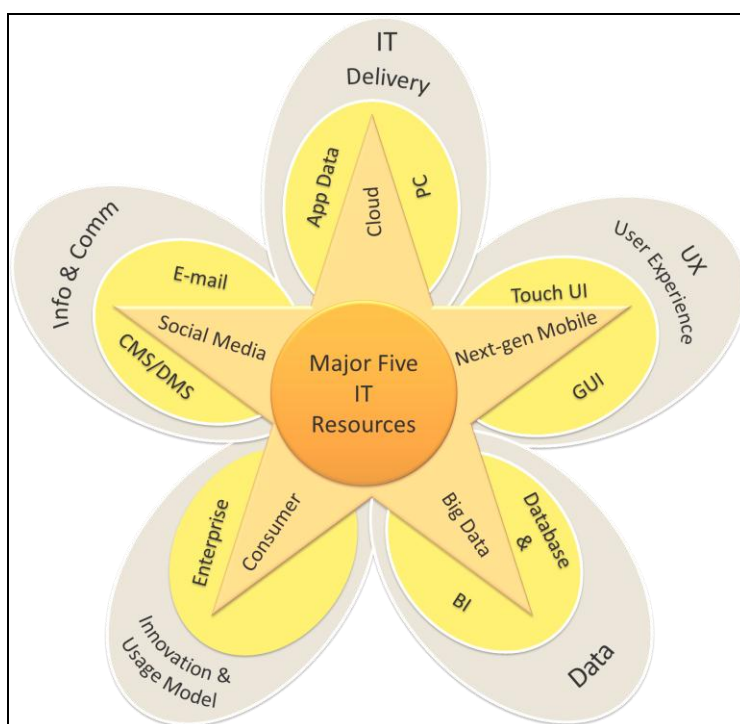 IT
Delivery
App Data
Cloud
PC
Info & Comm
E-mail
Social Media
CMS/DMS
UX
User Experience
Touch UI
Next-gen Mobile
GUI
Major Five
IT
Resources
Enterprise
Consumer
Innovation &
Usage Model
Big Data
Database
&
BI
Data